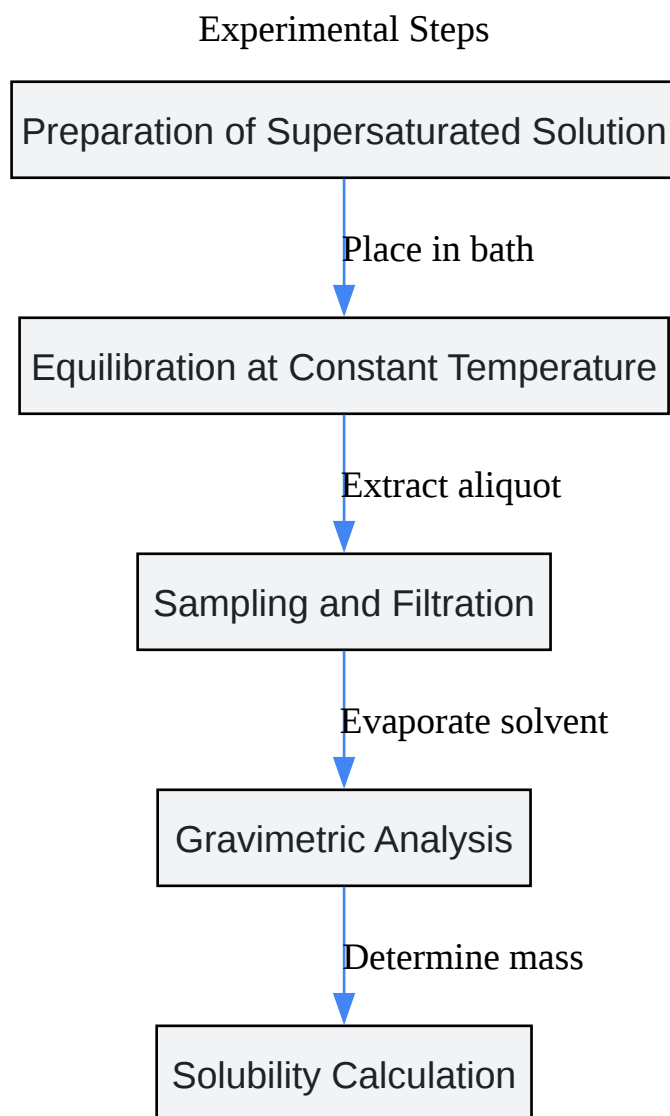 Experimental Steps
Preparation of Supersaturated Solution
Place in bath
Equilibration at Constant Temperature
Extract aliquot
Sampling and Filtration
Evaporate solvent
Gravimetric Analysis
Determine mass
Solubility Calculation